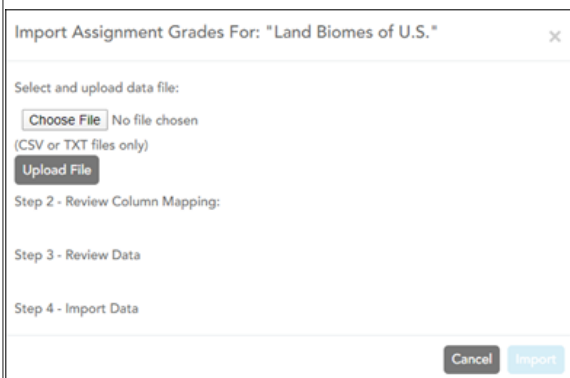 Import Assignment Grades For: "Land Biomes of U.S."
×
Select and upload data file:
Choose File No file chosen
(CSV or TXT files only)
Upload File
Step 2 - Review Column Mapping:
Step 3 - Review Data
Step 4 - Import Data
Cancel Import